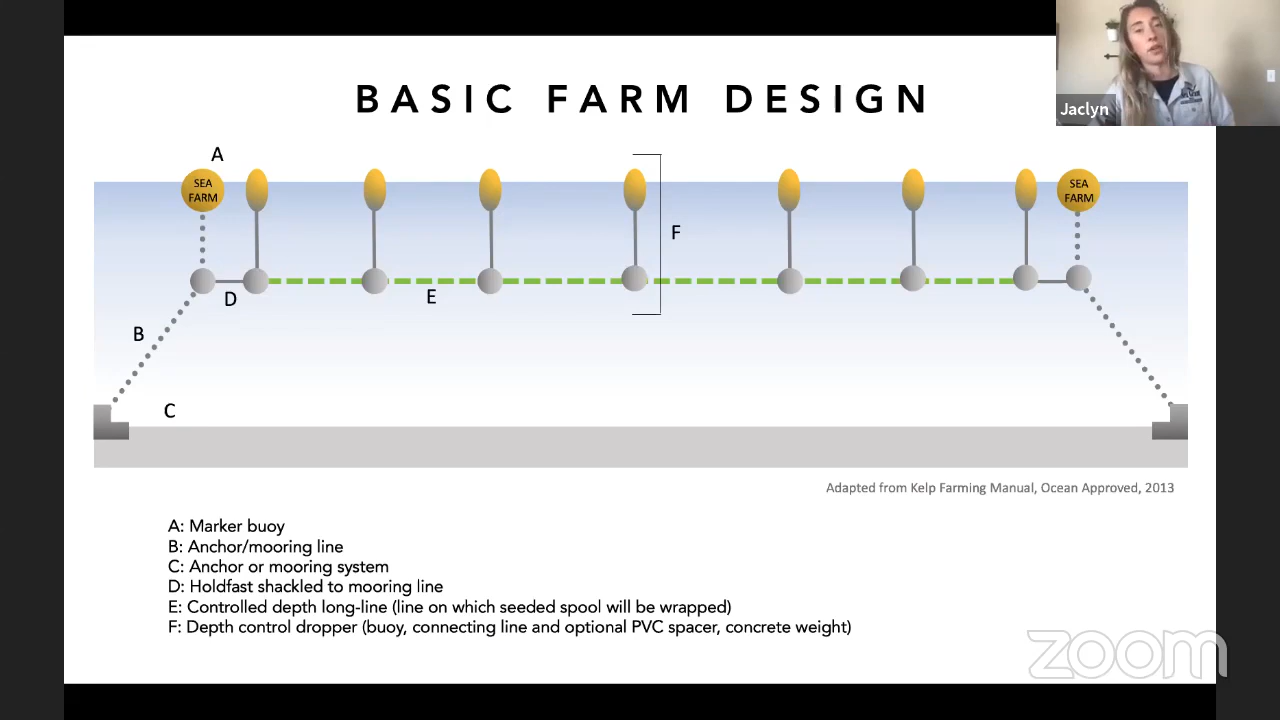 BASIC FARM DESIGN
Jaclyn
A
SEA
FARM
SEA
FARM
F
D
E
B
C
Adapted from Kelp Farming Manual, Ocean Approved, 2013
A: Marker buoy
B: Anchor/mooring line
C: Anchor or mooring system
D: Holdfast shackled to mooring line
E: Controlled depth long-line (line on which seeded spool will be wrapped)
F: Depth control dropper (buoy, connecting line and optional PVC spacer, concrete weight)
zoom